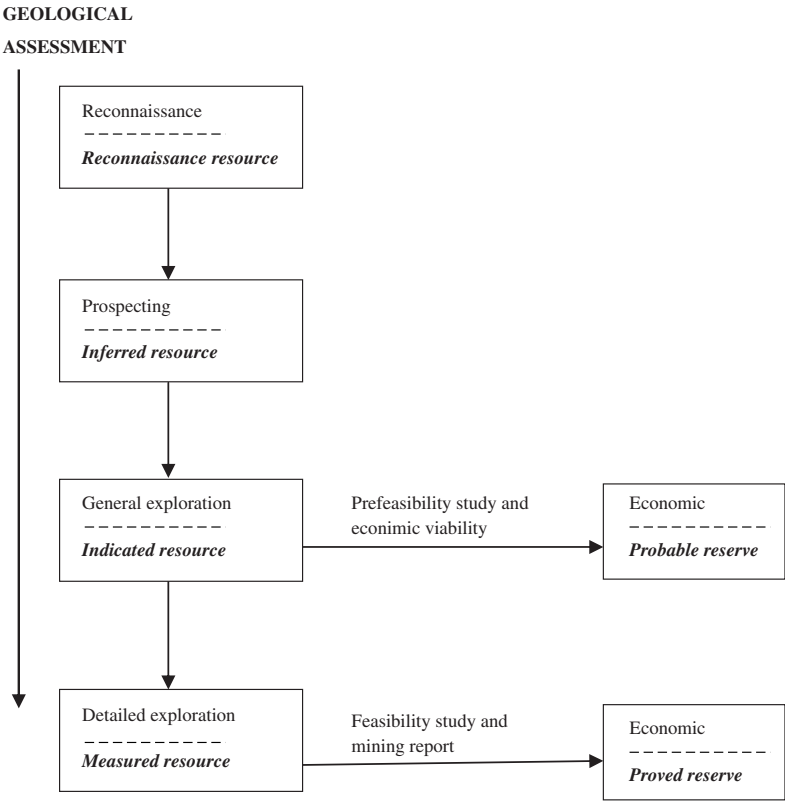 GEOLOGICAL
ASSESSMENT
Reconnaissance
Reconnaissance resource
Prospecting
Inferred resource
General exploration
Indicated resource
Prefeasibility study and
econimic viability
Economic
Probable reserve
Detailed exploration
Measured resource
Feasibility study and
mining report
Economic
Proved reserve